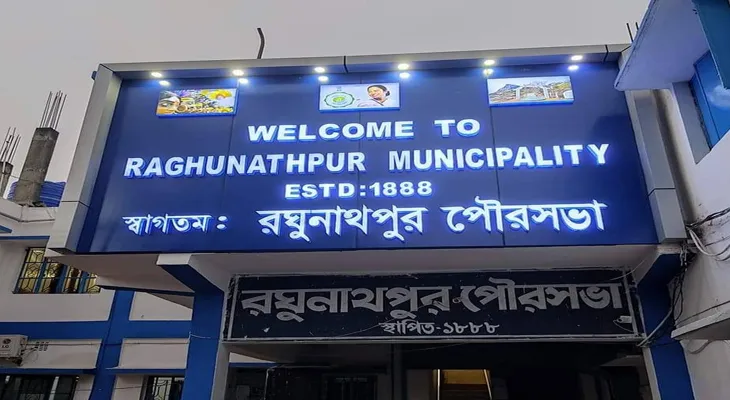 WELCOME TO
RAGHUNATHPUR MUNICIPALITY
ESTD:1888
স্বাগতম: রঘুনাথপুর পৌরসভা
রঘুনাথপুর পৌরসভা
স্থাপিত-১৮৮৮